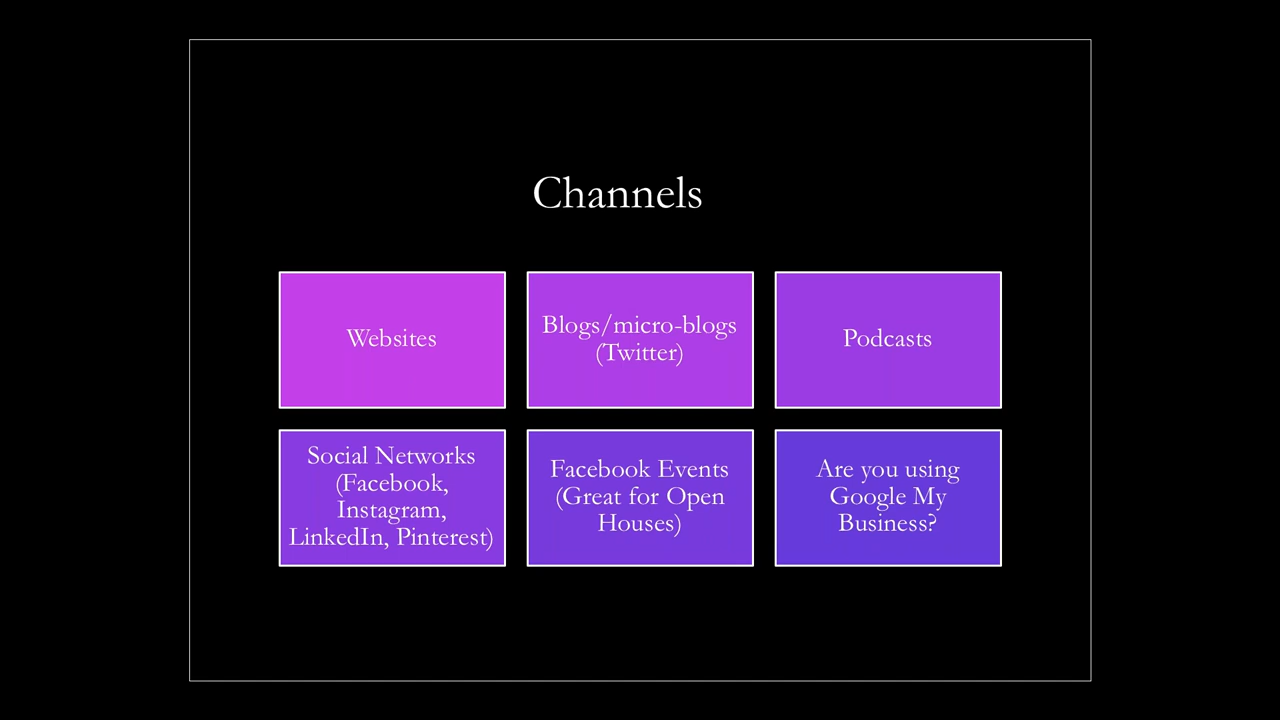 Channels
Websites
Blogs/micro-blogs
(Twitter)
Podcasts
Social Networks
(Facebook,
Instagram,
LinkedIn, Pinterest)
Facebook Events
(Great for Open
Houses)
Are you using
Google My
Business?